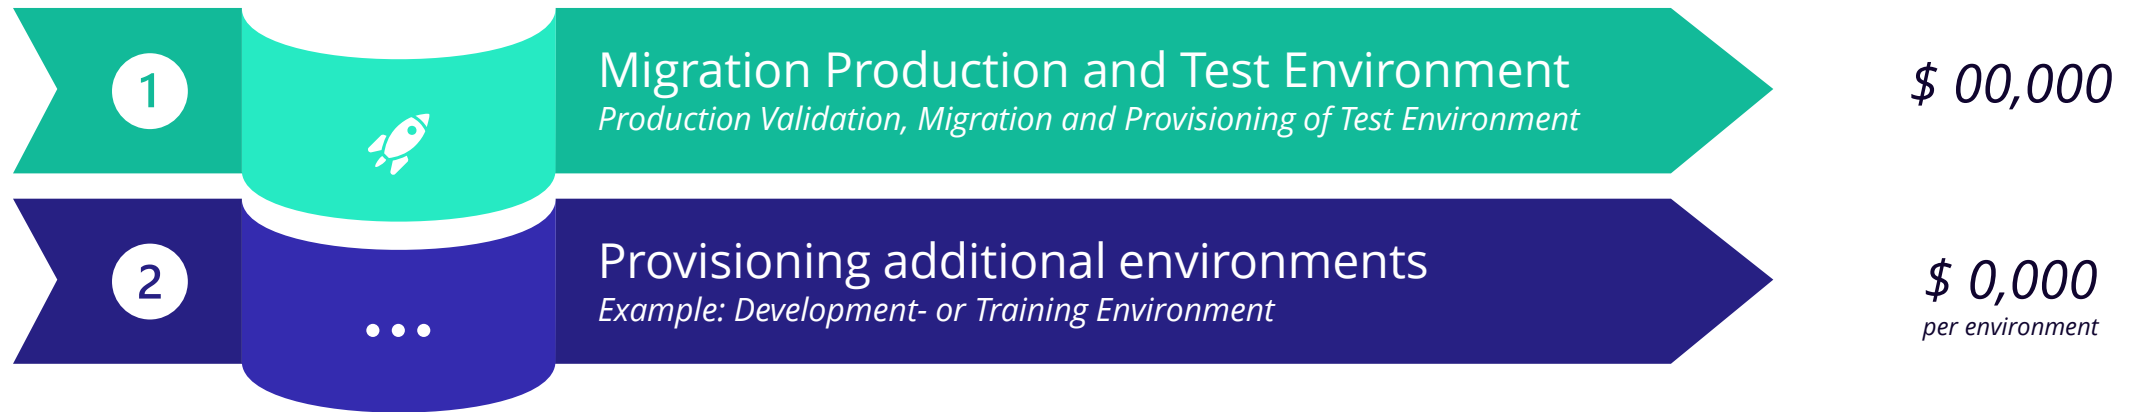 1
Migration Production and Test Environment
Production Validation, Migration and Provisioning of Test Environment
$ 00,000
2
Provisioning additional environments
Example: Development- or Training Environment
$ 0,000
per environment